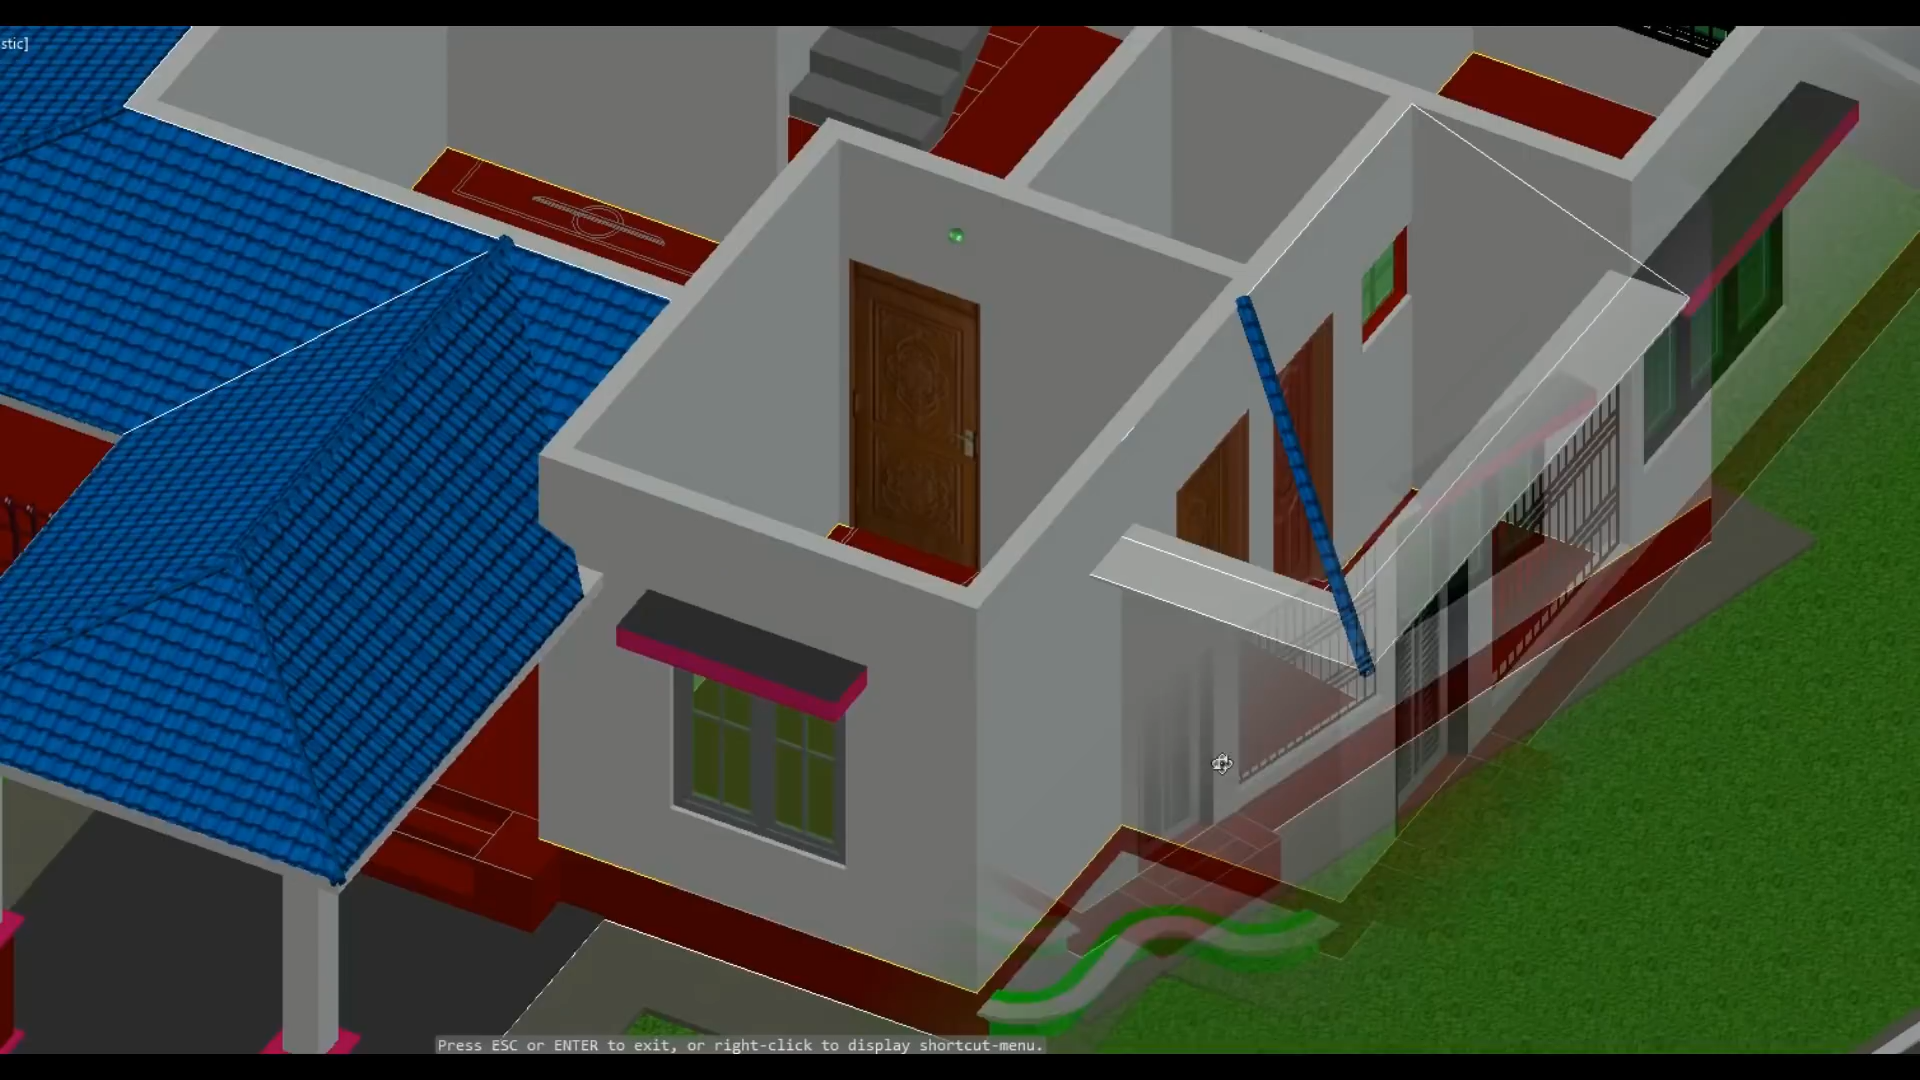 stic]
Press ESC or ENTER to exit, or right-click to display shortcut-menu.